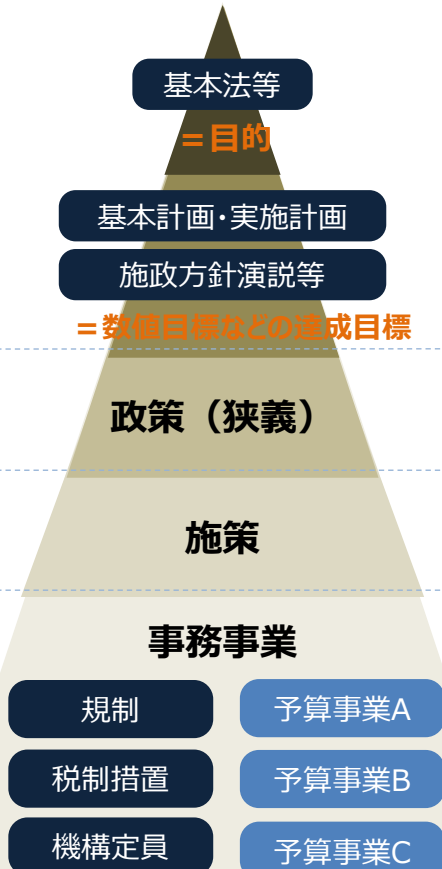 基本法等
＝目的
基本計画・実施計画
施政方針演説等
＝数値目標などの達成目標
政策（狭義）
施策
事務事業
規制
予算事業A
税制措置
予算事業B
機構定員
予算事業C